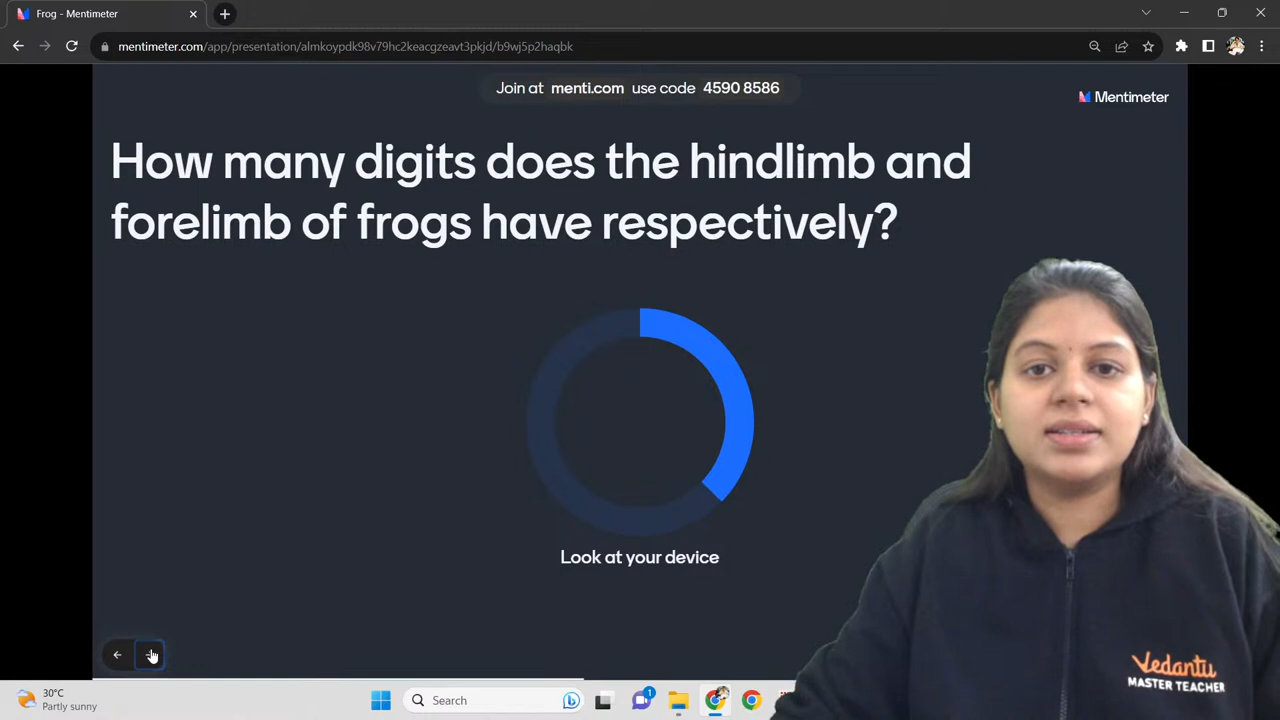 Frog - Mentimeter
mentimeter.com/app/presentation/almkoypdk98v79hc2keacgzeavt3pkjd/b9wj5p2haqbk
Join at menti.com use code 4590 8586
Mentimeter
How many digits does the hindlimb and
forelimb of frogs have respectively?
Look at your device
Vedantu
MASTER TEACHER
30°C
Partly sunny
Search
1